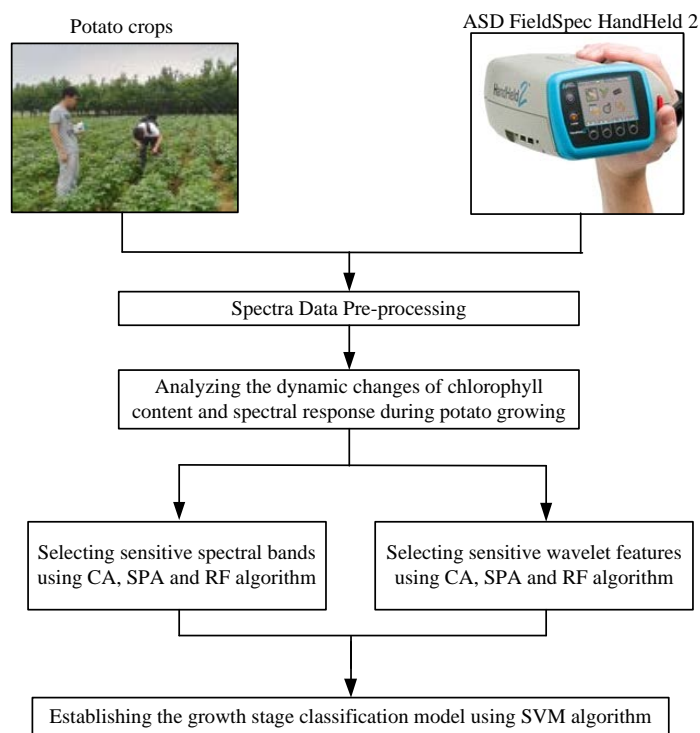 Potato crops
ASD FieldSpec HandHeld 2
HandHeld
2
Spectra Data Pre-processing
Analyzing the dynamic changes of chlorophyll
content and spectral response during potato growing
Selecting sensitive spectral bands
using CA, SPA and RF algorithm
Selecting sensitive wavelet features
using CA, SPA and RF algorithm
Establishing the growth stage classification model using SVM algorithm